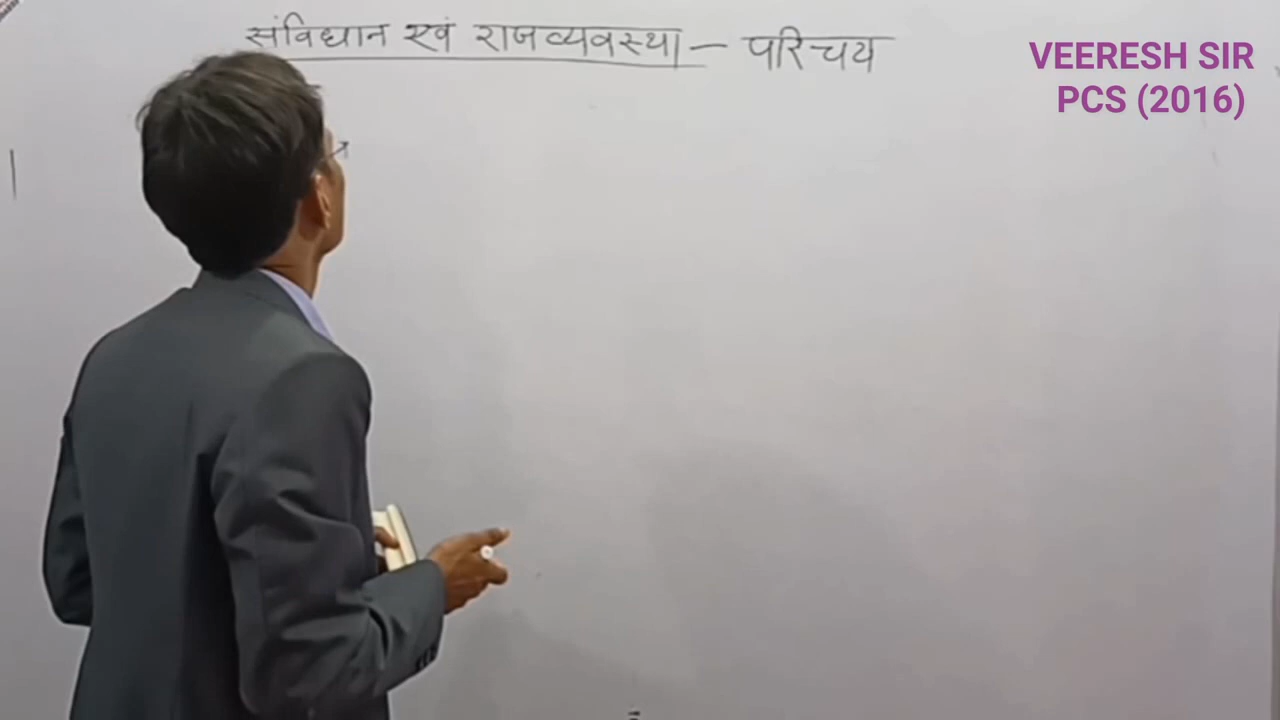 संविधान एवं राजव्यवस्था — परिचय
VEERESH SIR
PCS (2016)